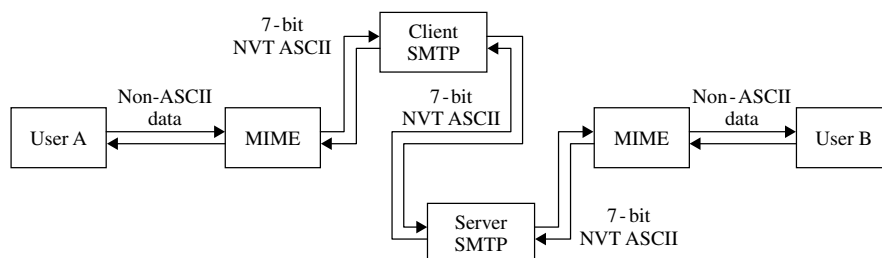 7-bit
NVT ASCII
Client
SMTP
Non-ASCII
data
User A
MIME
7-bit
NVT ASCII
Non-ASCII
data
MIME
User B
Server
SMTP
7-bit
NVT ASCII